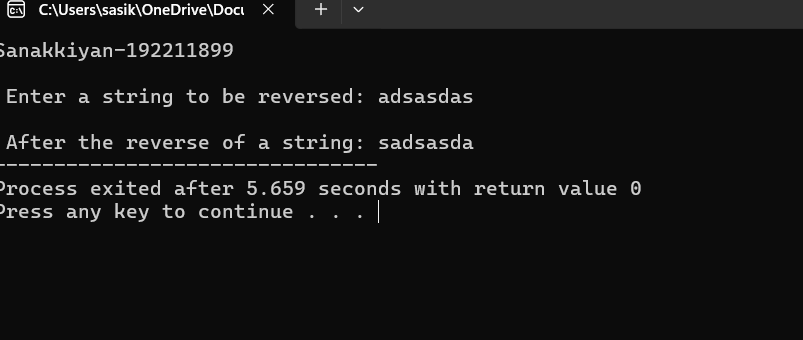 C:\Users\sasik\OneDrive\Docu
Sanakkiyan-192211899
Enter a string to be reversed: adsasdas
After the reverse of a string: sadsasda
--------------------------------
Process exited after 5.659 seconds with return value 0
Press any key to continue . . .